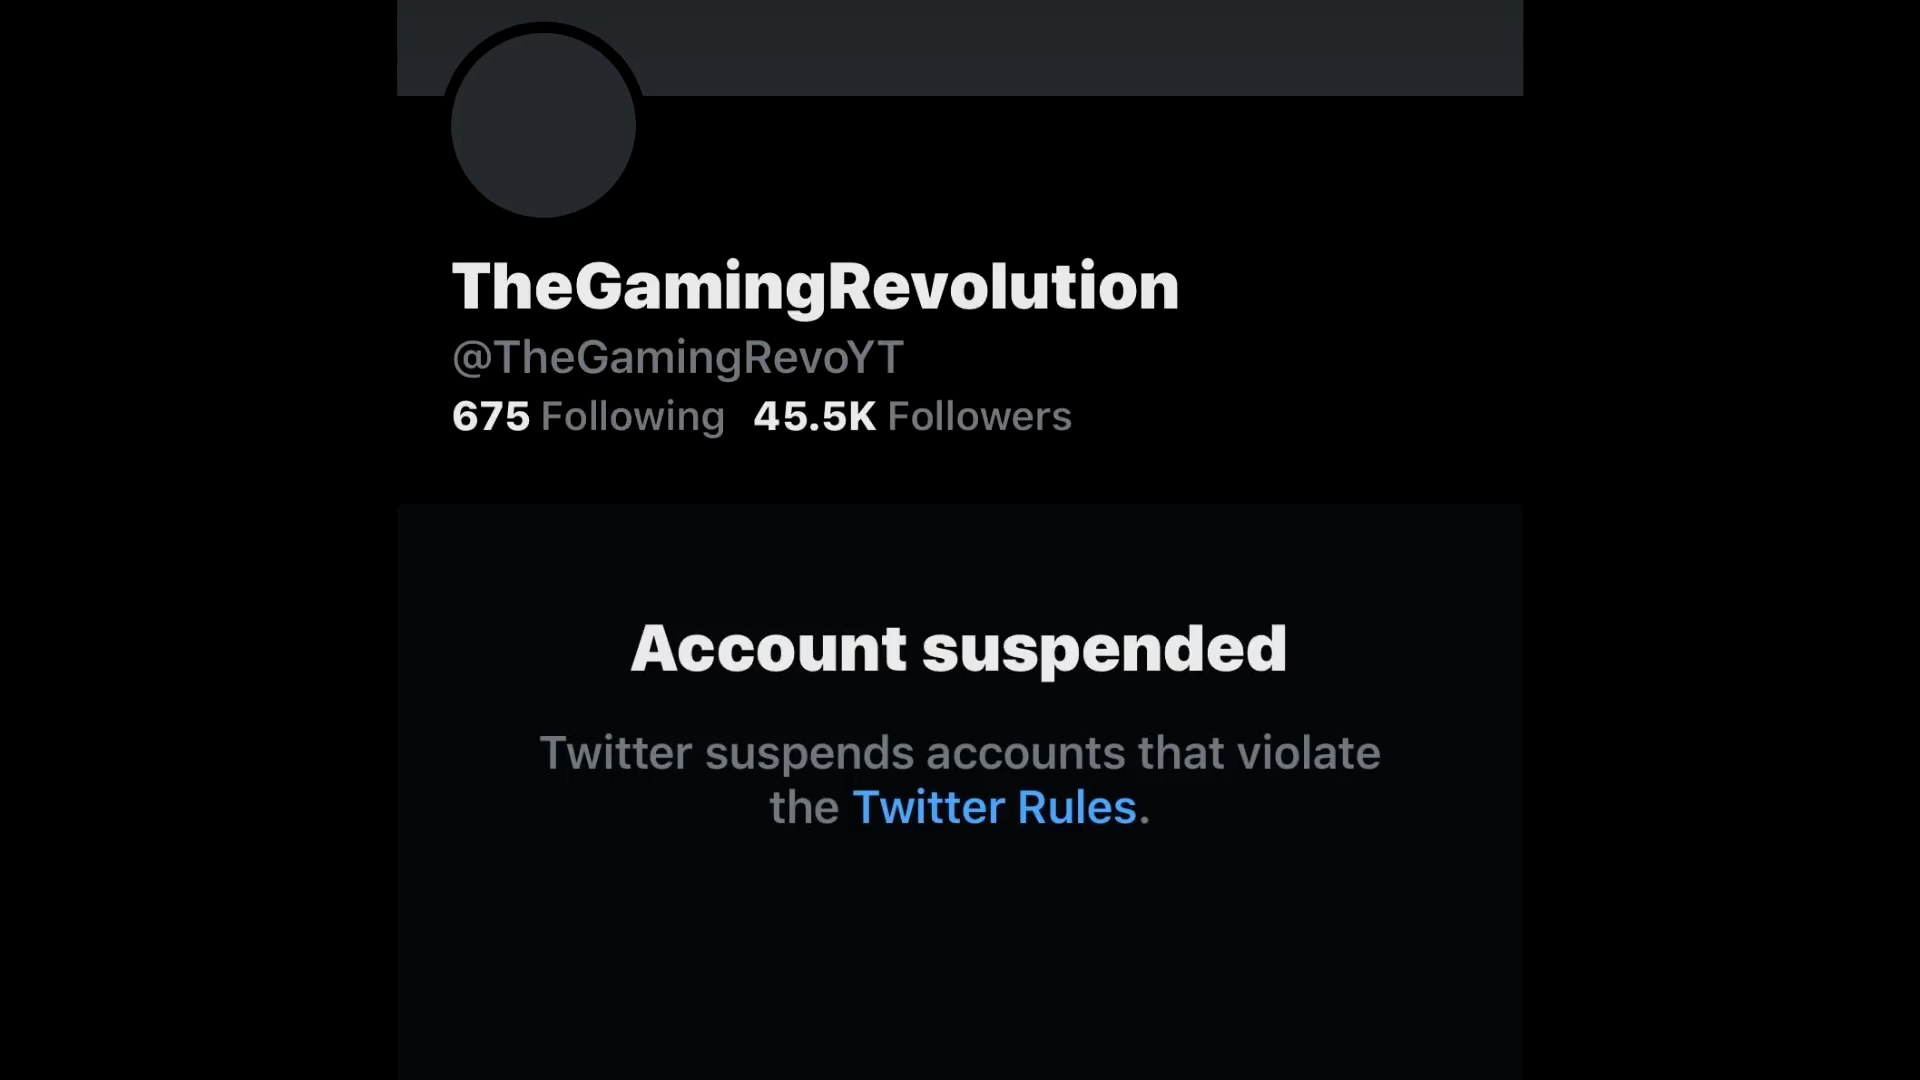 TheGamingRevolution
@TheGamingRevoYT
675 Following 45.5K Followers
Account suspended
Twitter suspends accounts that violate
the Twitter Rules.